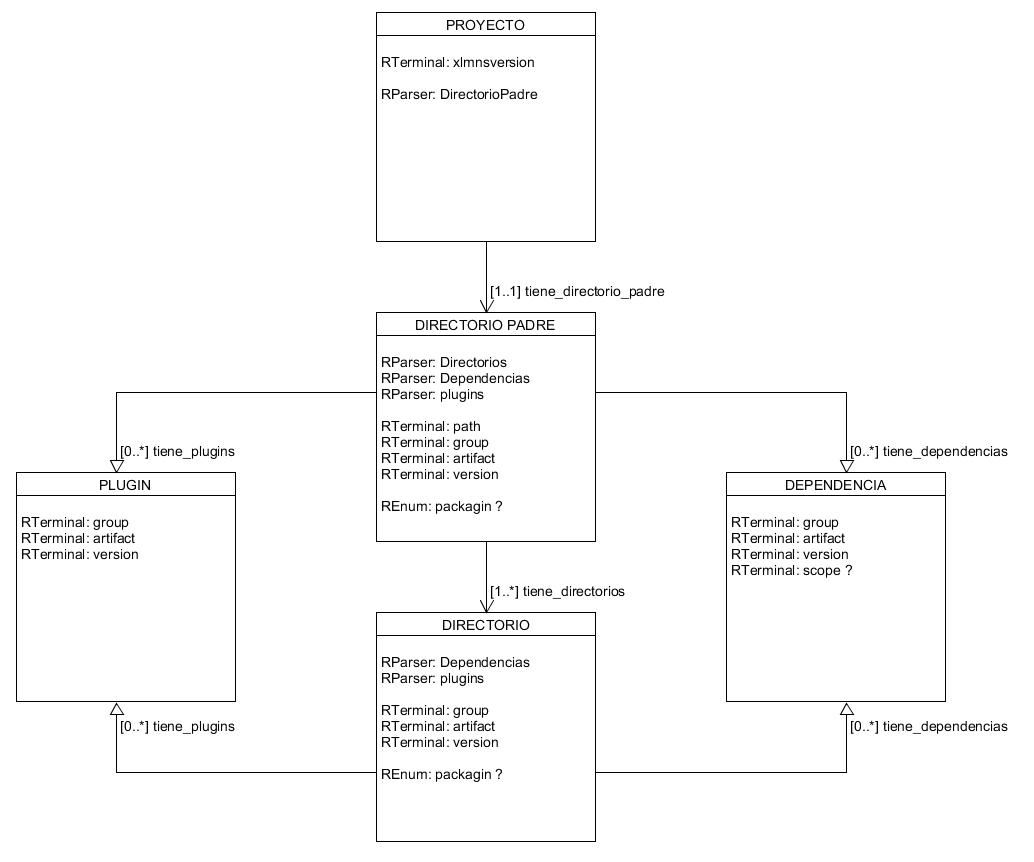 PROYECTO
RTerminal: xlmnsversion
RParser: DirectorioPadre
[1..1] tiene_directorio_padre
DIRECTORIO PADRE
RParser: Directorios
RParser: Dependencias
RParser: plugins
RTerminal: path
RTerminal: group
RTerminal: artifact
RTerminal: version
REnum: packagin ?
[0..*] tiene_plugins
[0..*] tiene_dependencias
PLUGIN
RTerminal: group
RTerminal: artifact
RTerminal: version
DEPENDENCIA
RTerminal: group
RTerminal: artifact
RTerminal: version
RTerminal: scope ?
[1..*] tiene_directorios
DIRECTORIO
RParser: Dependencias
RParser: plugins
RTerminal: group
RTerminal: artifact
RTerminal: version
REnum: packagin ?
[0..*] tiene_plugins
[0..*] tiene_dependencias